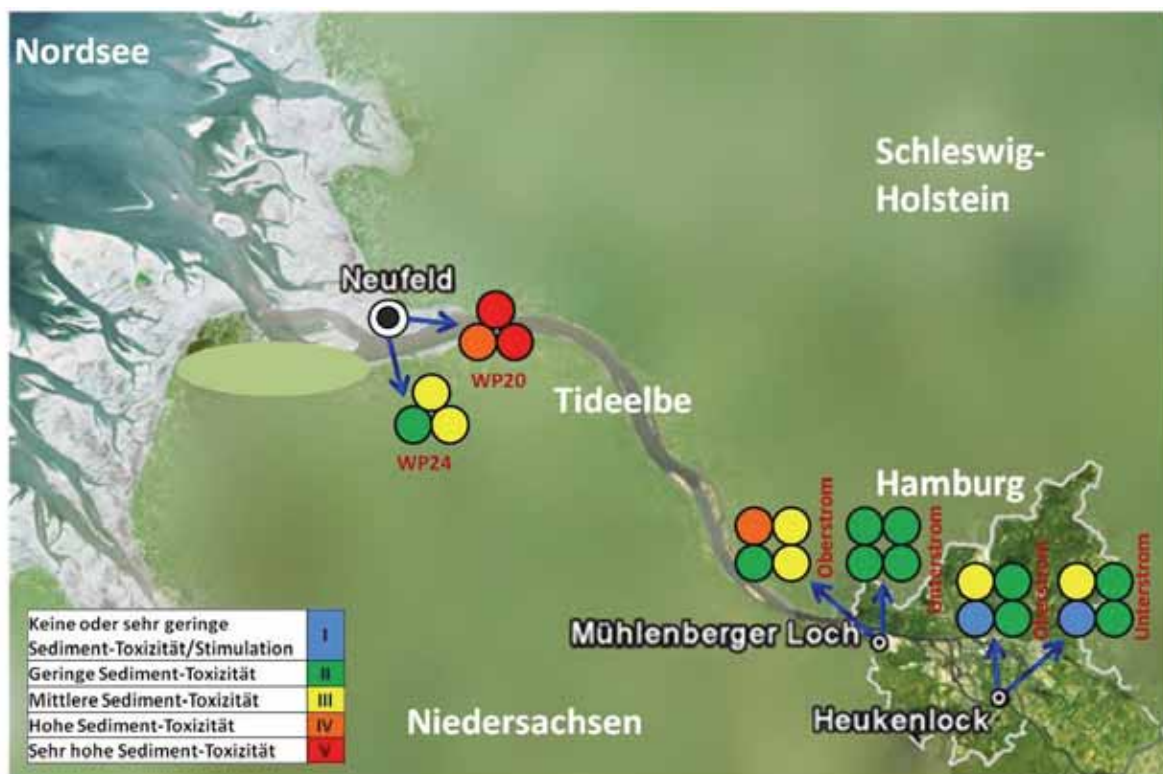 Nordsee
Schleswig-
Holstein
Neufeld
WP20
Tideelbe
WP24
Hamburg
Oberstrom
Unterstrom
Oberstrom
Unterstrom
Mühlenberger Loch
Heukenlock
Niedersachsen
Keine oder sehr geringe
Sediment-Toxizität/Stimulation I
Geringe Sediment-Toxizität II
Mittlere Sediment-Toxizität III
Hohe Sediment-Toxizität IV
Sehr hohe Sediment-Toxizität V